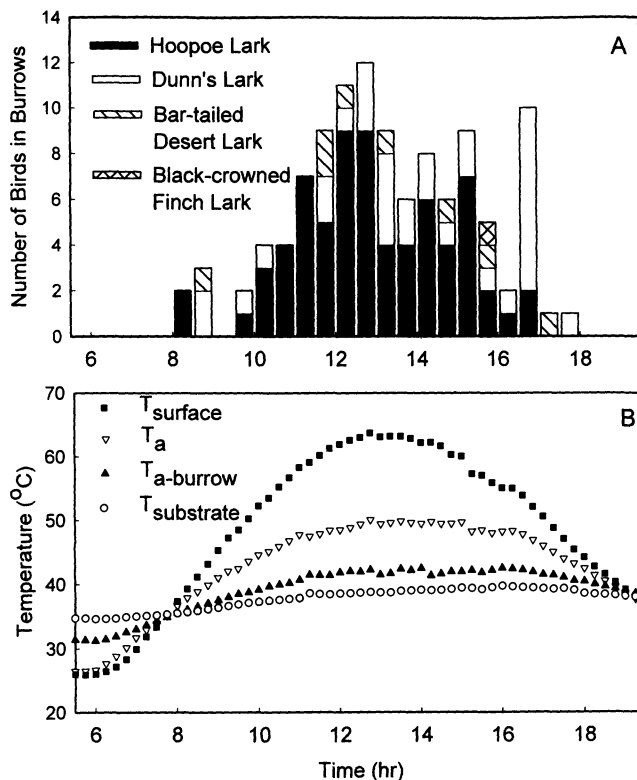 A
Number of Birds in Burrows
14
12
10
8
6
4
2
0
Hoopoe Lark
Dunn's Lark
Bar-tailed
Desert Lark
Black-crowned
Finch Lark
6 8 10 12 14 16 18
B
Temperature (°C)
70
60
50
40
30
20
Tsurface
Ta
Ta-burrow
Tsubstrate
6 8 10 12 14 16 18
Time (hr)